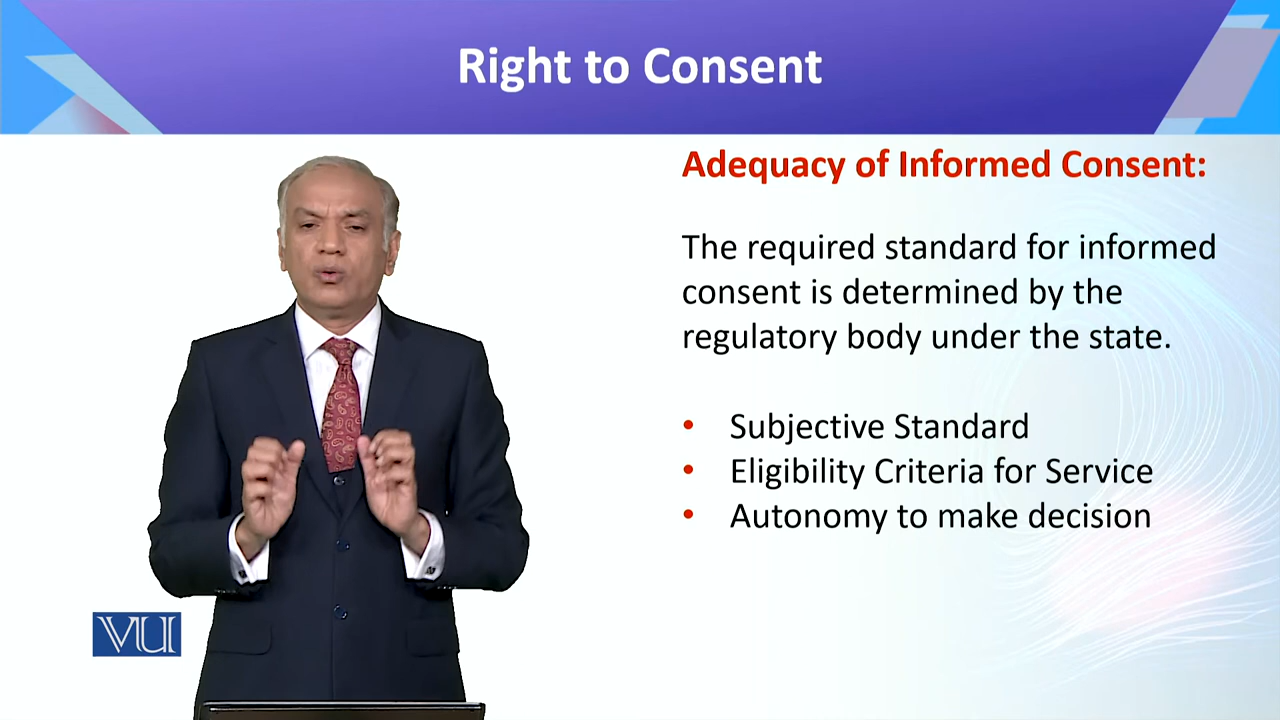 Right to Consent
Adequacy of Informed Consent:
The required standard for informed
consent is determined by the
regulatory body under the state.
• Subjective Standard
• Eligibility Criteria for Service
• Autonomy to make decision
VU